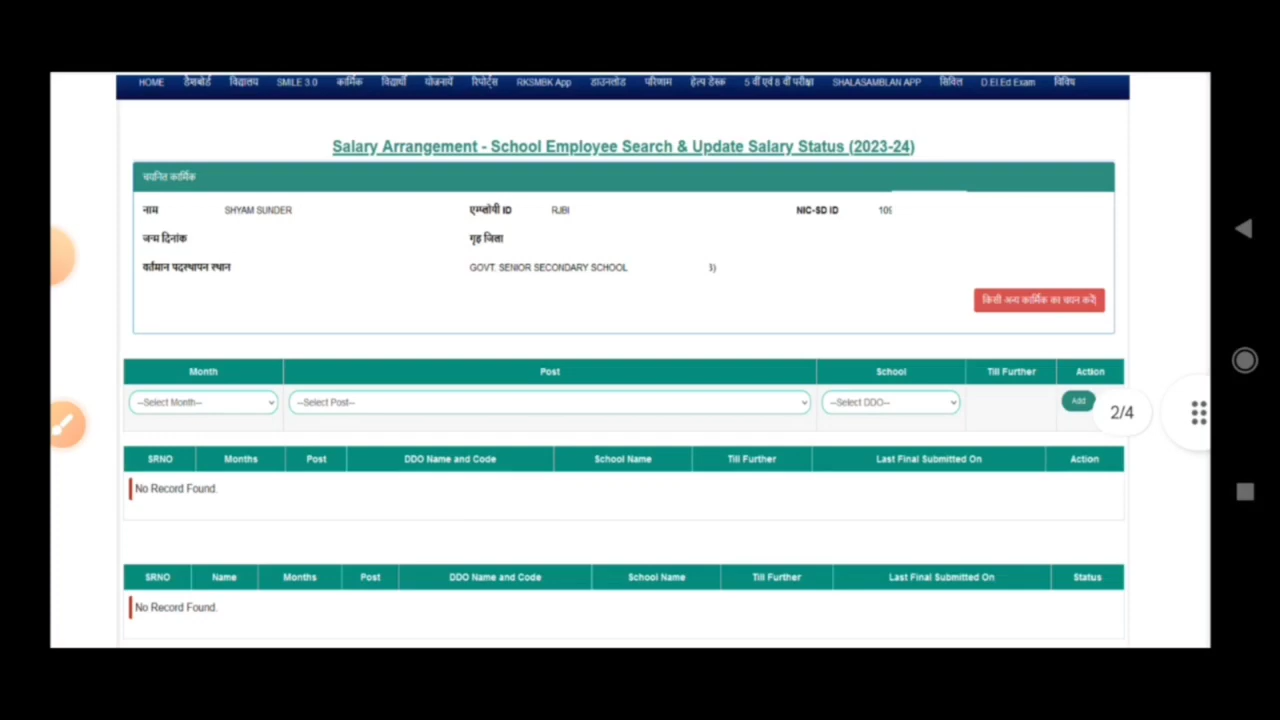 HOME डैशबोर्ड विद्यालय SMILE 3.0 कार्मिक विद्यार्थी योजनायें रिपोर्ट्स RKSMBK App डाउनलोड परिणाम हेल्प डेस्क 5 वीं एवं 8 वीं परीक्षा SHALASAMBLAN APP सिविल D.El.Ed Exam विविध
Salary Arrangement - School Employee Search & Update Salary Status (2023-24)
चयनित कार्मिक
नाम SHYAM SUNDER एम्प्लोयी ID RJBI NIC-SD ID 109
जन्म दिनांक गृह जिला
वर्तमान पदस्थापन स्थान GOVT. SENIOR SECONDARY SCHOOL 3)
किसी अन्य कार्मिक का चयन करें|
Month Post School Till Further Action
--Select Month-- --Select Post-- --Select DDO-- Add
2/4
SRNO Months Post DDO Name and Code School Name Till Further Last Final Submitted On Action
No Record Found.
SRNO Name Months Post DDO Name and Code School Name Till Further Last Final Submitted On Status
No Record Found.